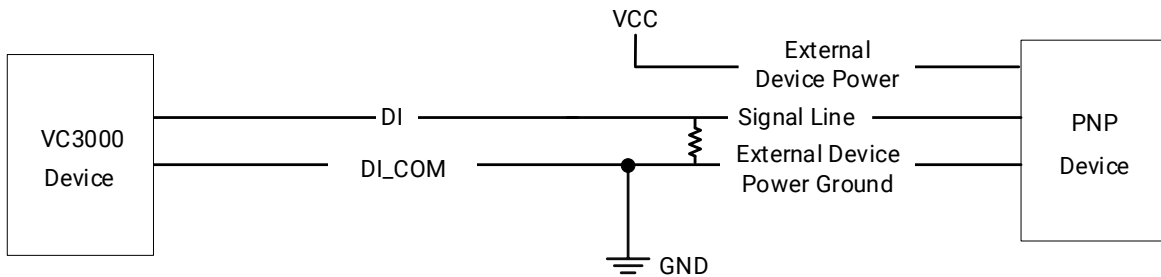 VCC
External
Device Power
VC3000
Device
DI
Signal Line
DI_COM
External Device
Power Ground
PNP
Device
GND